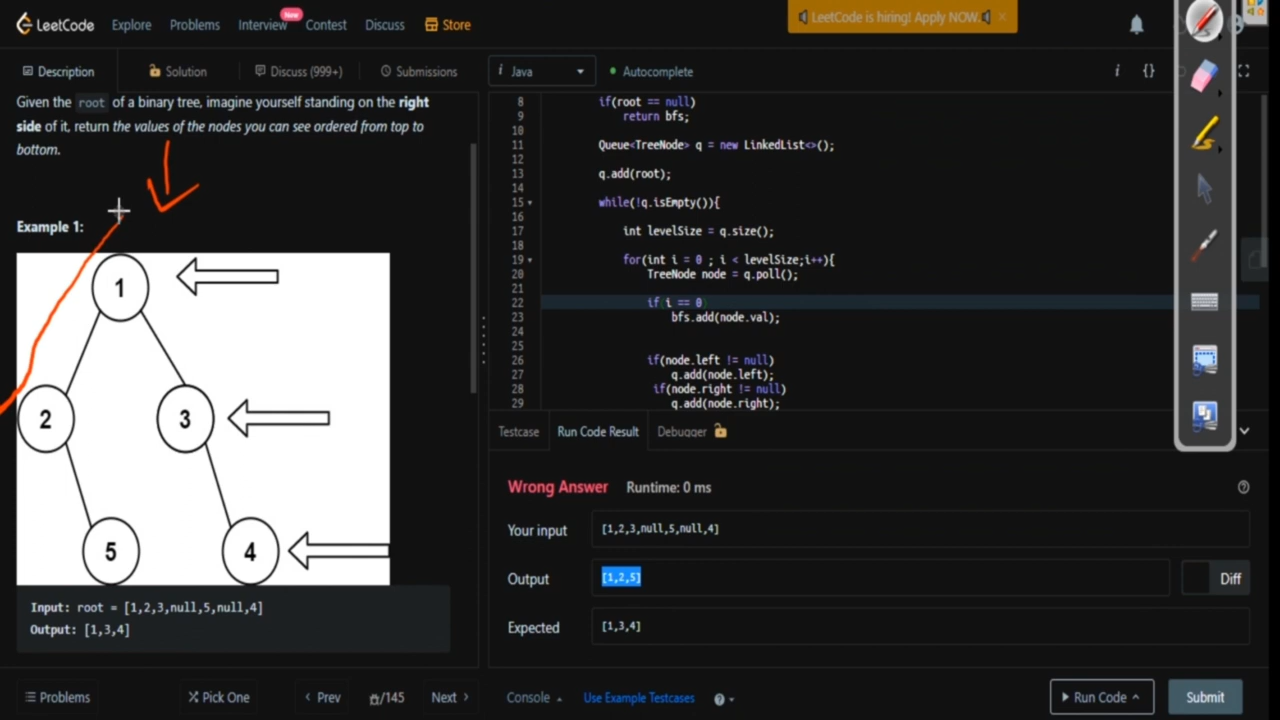 LeetCode
Explore
Problems
Interview
New
Contest
Discuss
Store
LeetCode is hiring! Apply NOW.
Description
Solution
Discuss (999+)
Submissions
i Java
Autocomplete
i
{}
Given the root of a binary tree, imagine yourself standing on the right
side of it, return the values of the nodes you can see ordered from top to
bottom.
Example 1:
1
2
3
5
4
Input: root = [1,2,3,null,5,null,4]
Output: [1,3,4]
8 if(root == null)
9 return bfs;
10
11 Queue<TreeNode> q = new LinkedList<>();
12
13 q.add(root);
14
15 while(!q.isEmpty()){
16
17 int levelSize = q.size();
18
19 for(int i = 0 ; i < levelSize;i++){
20 TreeNode node = q.poll();
21
22 if(i == 0)
23 bfs.add(node.val);
24
25
26 if(node.left != null)
27 q.add(node.left);
28 if(node.right != null)
29 q.add(node.right);
Testcase
Run Code Result
Debugger
Wrong Answer
Runtime: 0 ms
Your input
[1,2,3,null,5,null,4]
Output
[1,2,5]
Diff
Expected
[1,3,4]
Problems
Pick One
Prev
/145
Next
Console
Use Example Testcases
?
Run Code
Submit